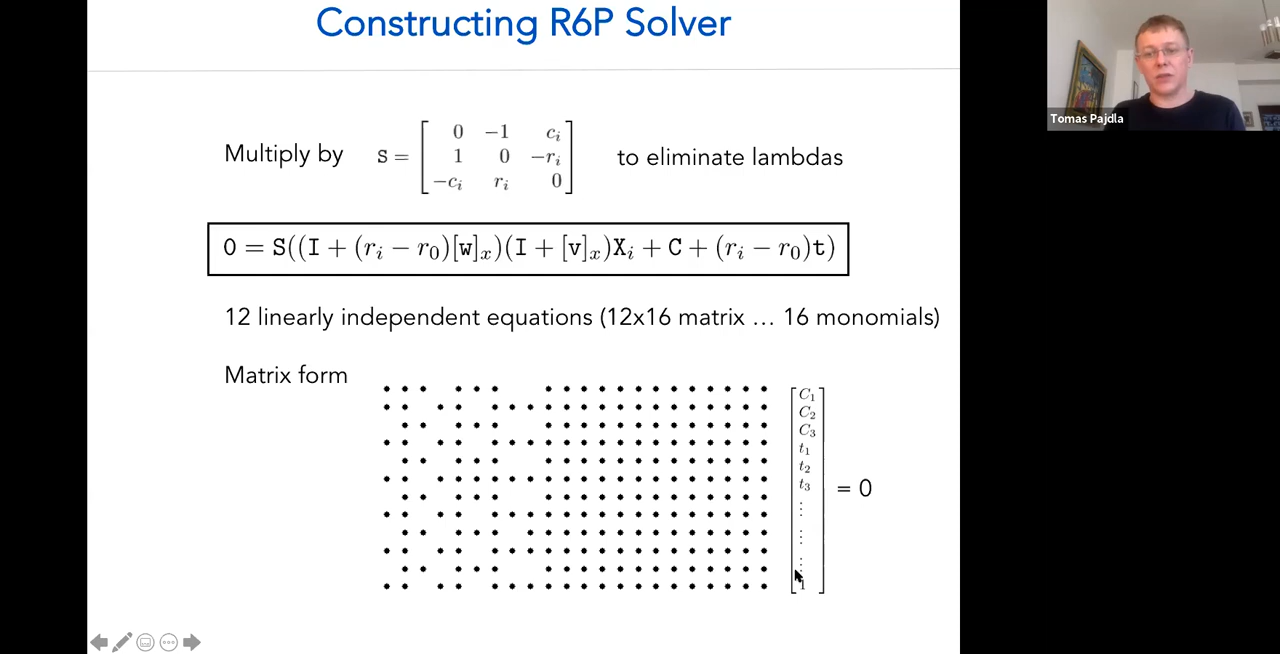 Constructing R6P Solver
Tomas Pajdla
Multiply by S = [ 0 −1 c_i ; 1 0 −r_i ; −c_i r_i 0 ] to eliminate lambdas
0 = S((I + (r_i − r_0)[w]_x)(I + [v]_x)X_i + C + (r_i − r_0)t)
12 linearly independent equations (12x16 matrix … 16 monomials)
Matrix form
C_1
C_2
C_3
t_1
t_2
t_3
⋮
⋮
⋮
1
= 0